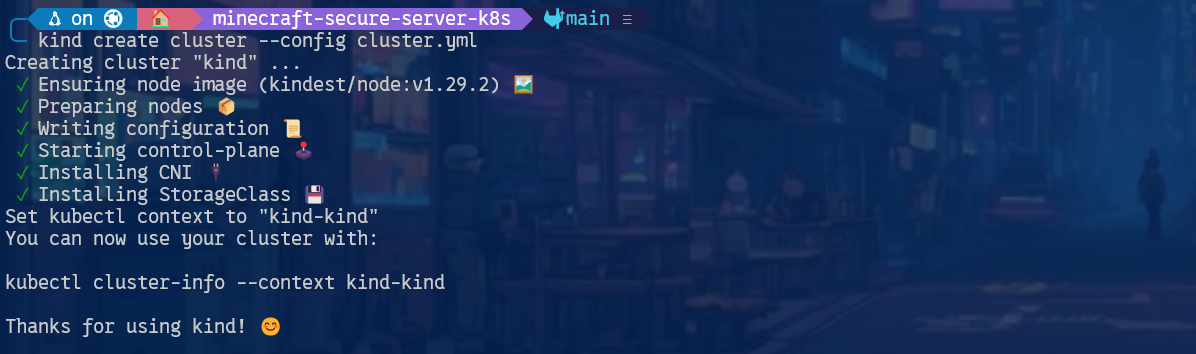 on minecraft-secure-server-k8s main
kind create cluster --config cluster.yml
Creating cluster "kind" ...
✓ Ensuring node image (kindest/node:v1.29.2) 🖼
✓ Preparing nodes 📦
✓ Writing configuration 📜
✓ Starting control-plane 🕹️
✓ Installing CNI 🔌
✓ Installing StorageClass 💾
Set kubectl context to "kind-kind"
You can now use your cluster with:
kubectl cluster-info --context kind-kind
Thanks for using kind! 😊